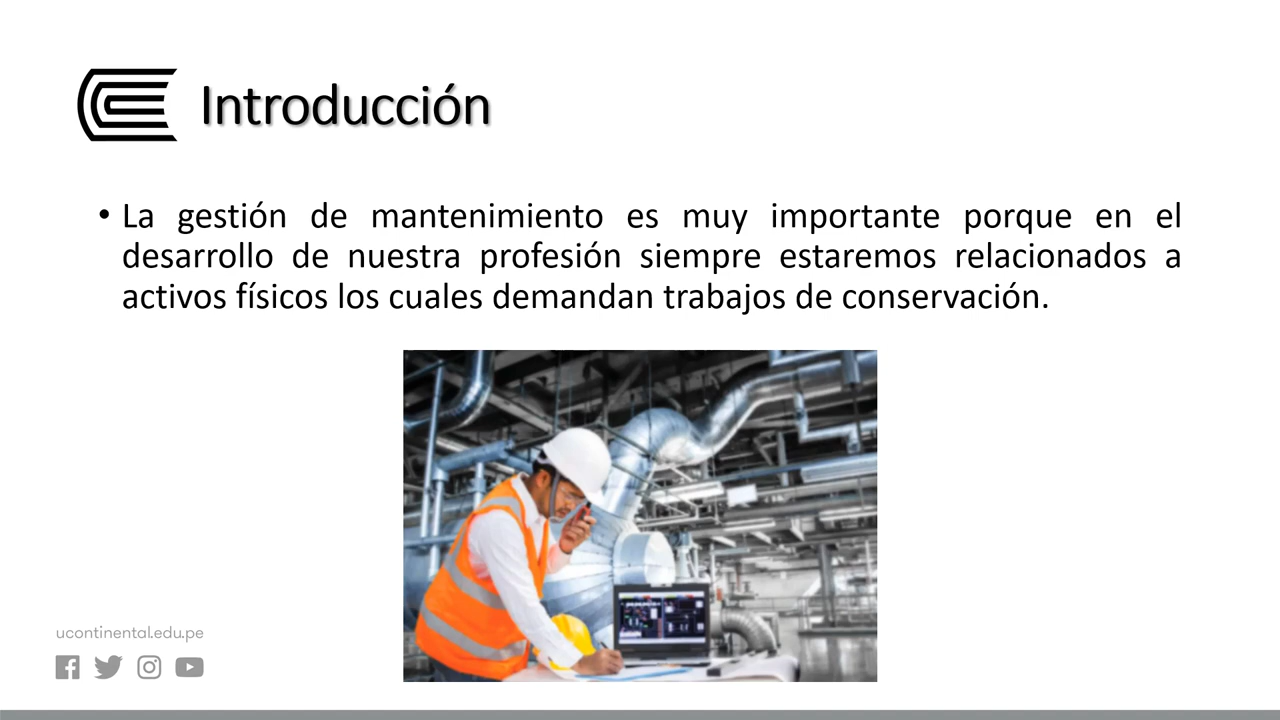 Introducción
• La gestión de mantenimiento es muy importante porque en el
desarrollo de nuestra profesión siempre estaremos relacionados a
activos físicos los cuales demandan trabajos de conservación.
ucontinental.edu.pe